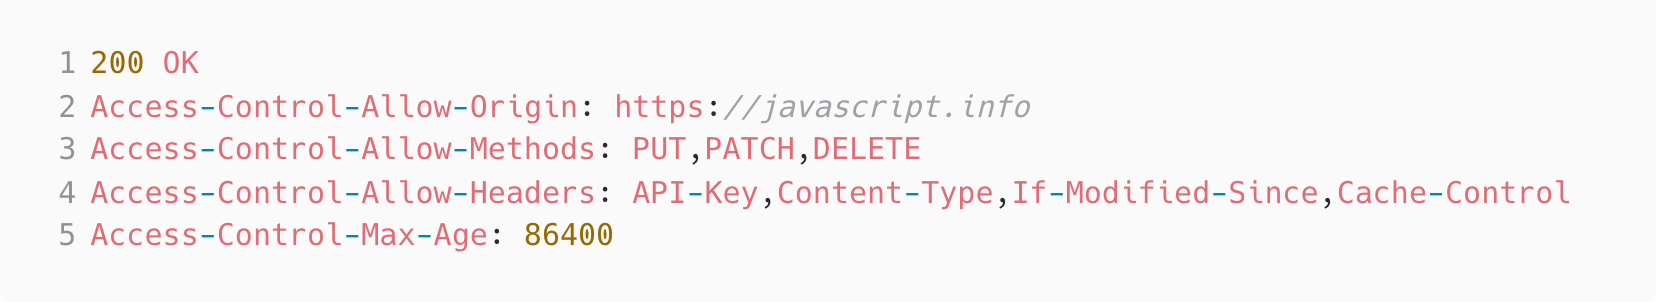 1 200 OK
2 Access-Control-Allow-Origin: https://javascript.info
3 Access-Control-Allow-Methods: PUT,PATCH,DELETE
4 Access-Control-Allow-Headers: API-Key,Content-Type,If-Modified-Since,Cache-Control
5 Access-Control-Max-Age: 86400